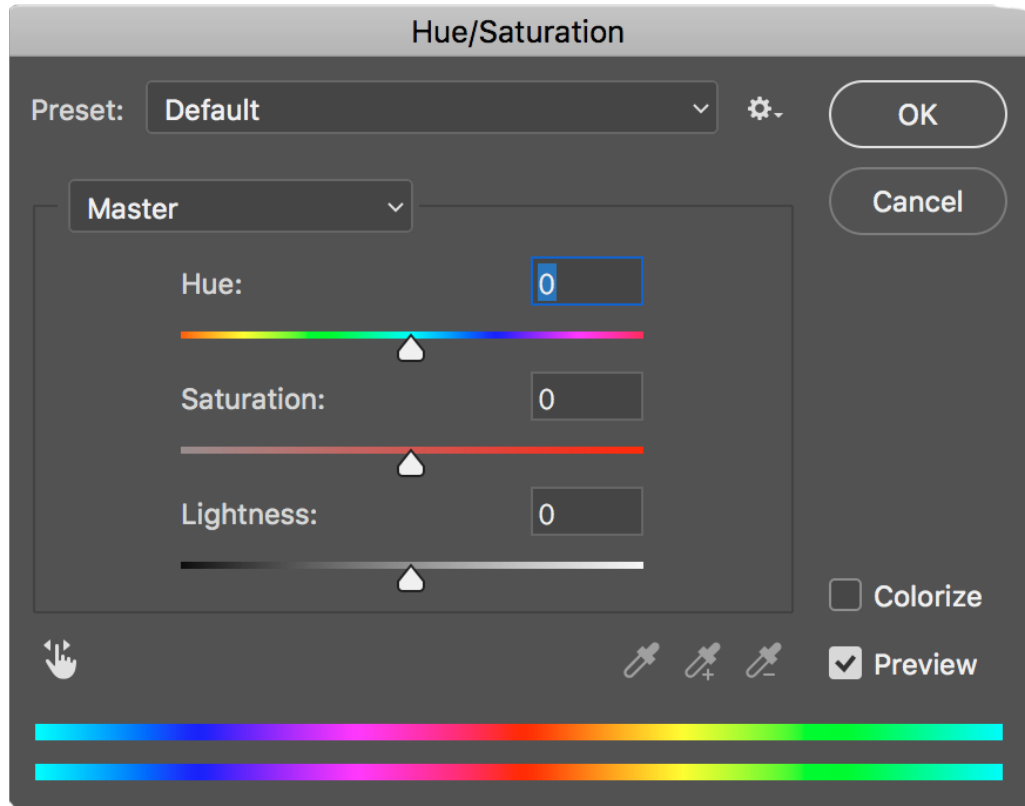 Hue/Saturation
Preset: Default
OK
Cancel
Master
Hue: 0
Saturation: 0
Lightness: 0
Colorize
Preview